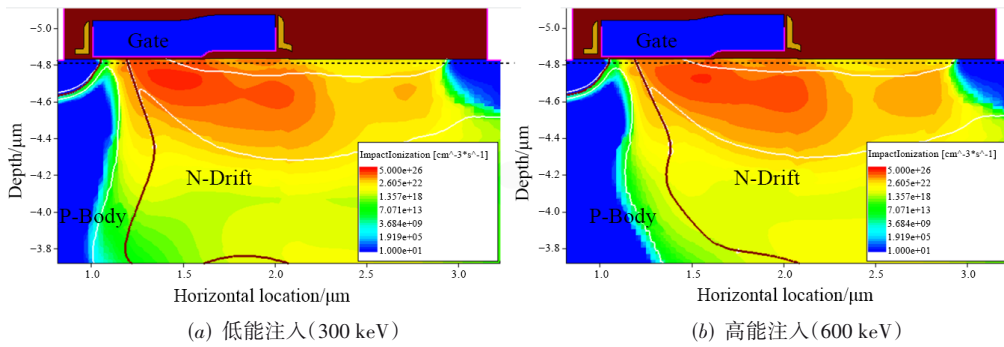 -5.0
-4.8
-4.6
-4.4
-4.2
-4.0
-3.8
Depth/μm
Gate
N-Drift
P-Body
ImpactIonization [cm^-3*s^-1]
5.000e+26
2.605e+22
1.357e+18
7.071e+13
3.684e+09
1.919e+05
1.000e+01
1.0 1.5 2.0 2.5 3.0
Horizontal location/μm
(a) 低能注入(300 keV)
-5.0
-4.8
-4.6
-4.4
-4.2
-4.0
-3.8
Depth/μm
Gate
N-Drift
P-Body
ImpactIonization [cm^-3*s^-1]
5.000e+26
2.605e+22
1.357e+18
7.071e+13
3.684e+09
1.919e+05
1.000e+01
1.0 1.5 2.0 2.5 3.0
Horizontal location/μm
(b) 高能注入(600 keV)